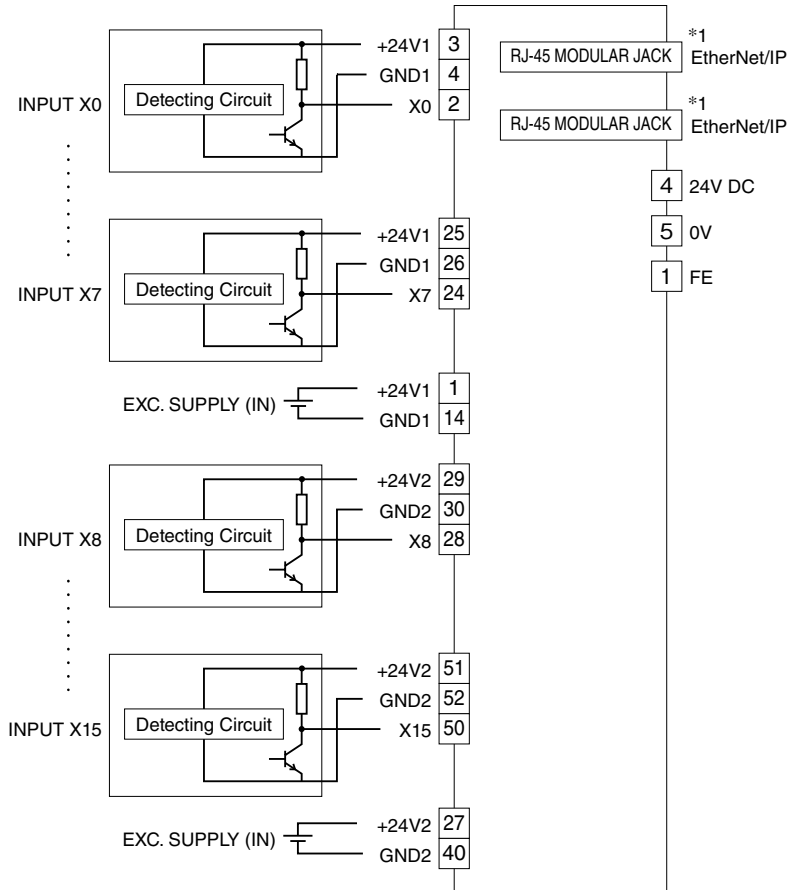 INPUT X0
Detecting Circuit
+24V1 3
GND1 4
X0 2
INPUT X7
Detecting Circuit
+24V1 25
GND1 26
X7 24
EXC. SUPPLY (IN)
+24V1 1
GND1 14
INPUT X8
Detecting Circuit
+24V2 29
GND2 30
X8 28
INPUT X15
Detecting Circuit
+24V2 51
GND2 52
X15 50
EXC. SUPPLY (IN)
+24V2 27
GND2 40
*1
RJ-45 MODULAR JACK EtherNet/IP
*1
RJ-45 MODULAR JACK EtherNet/IP
4 24V DC
5 0V
1 FE